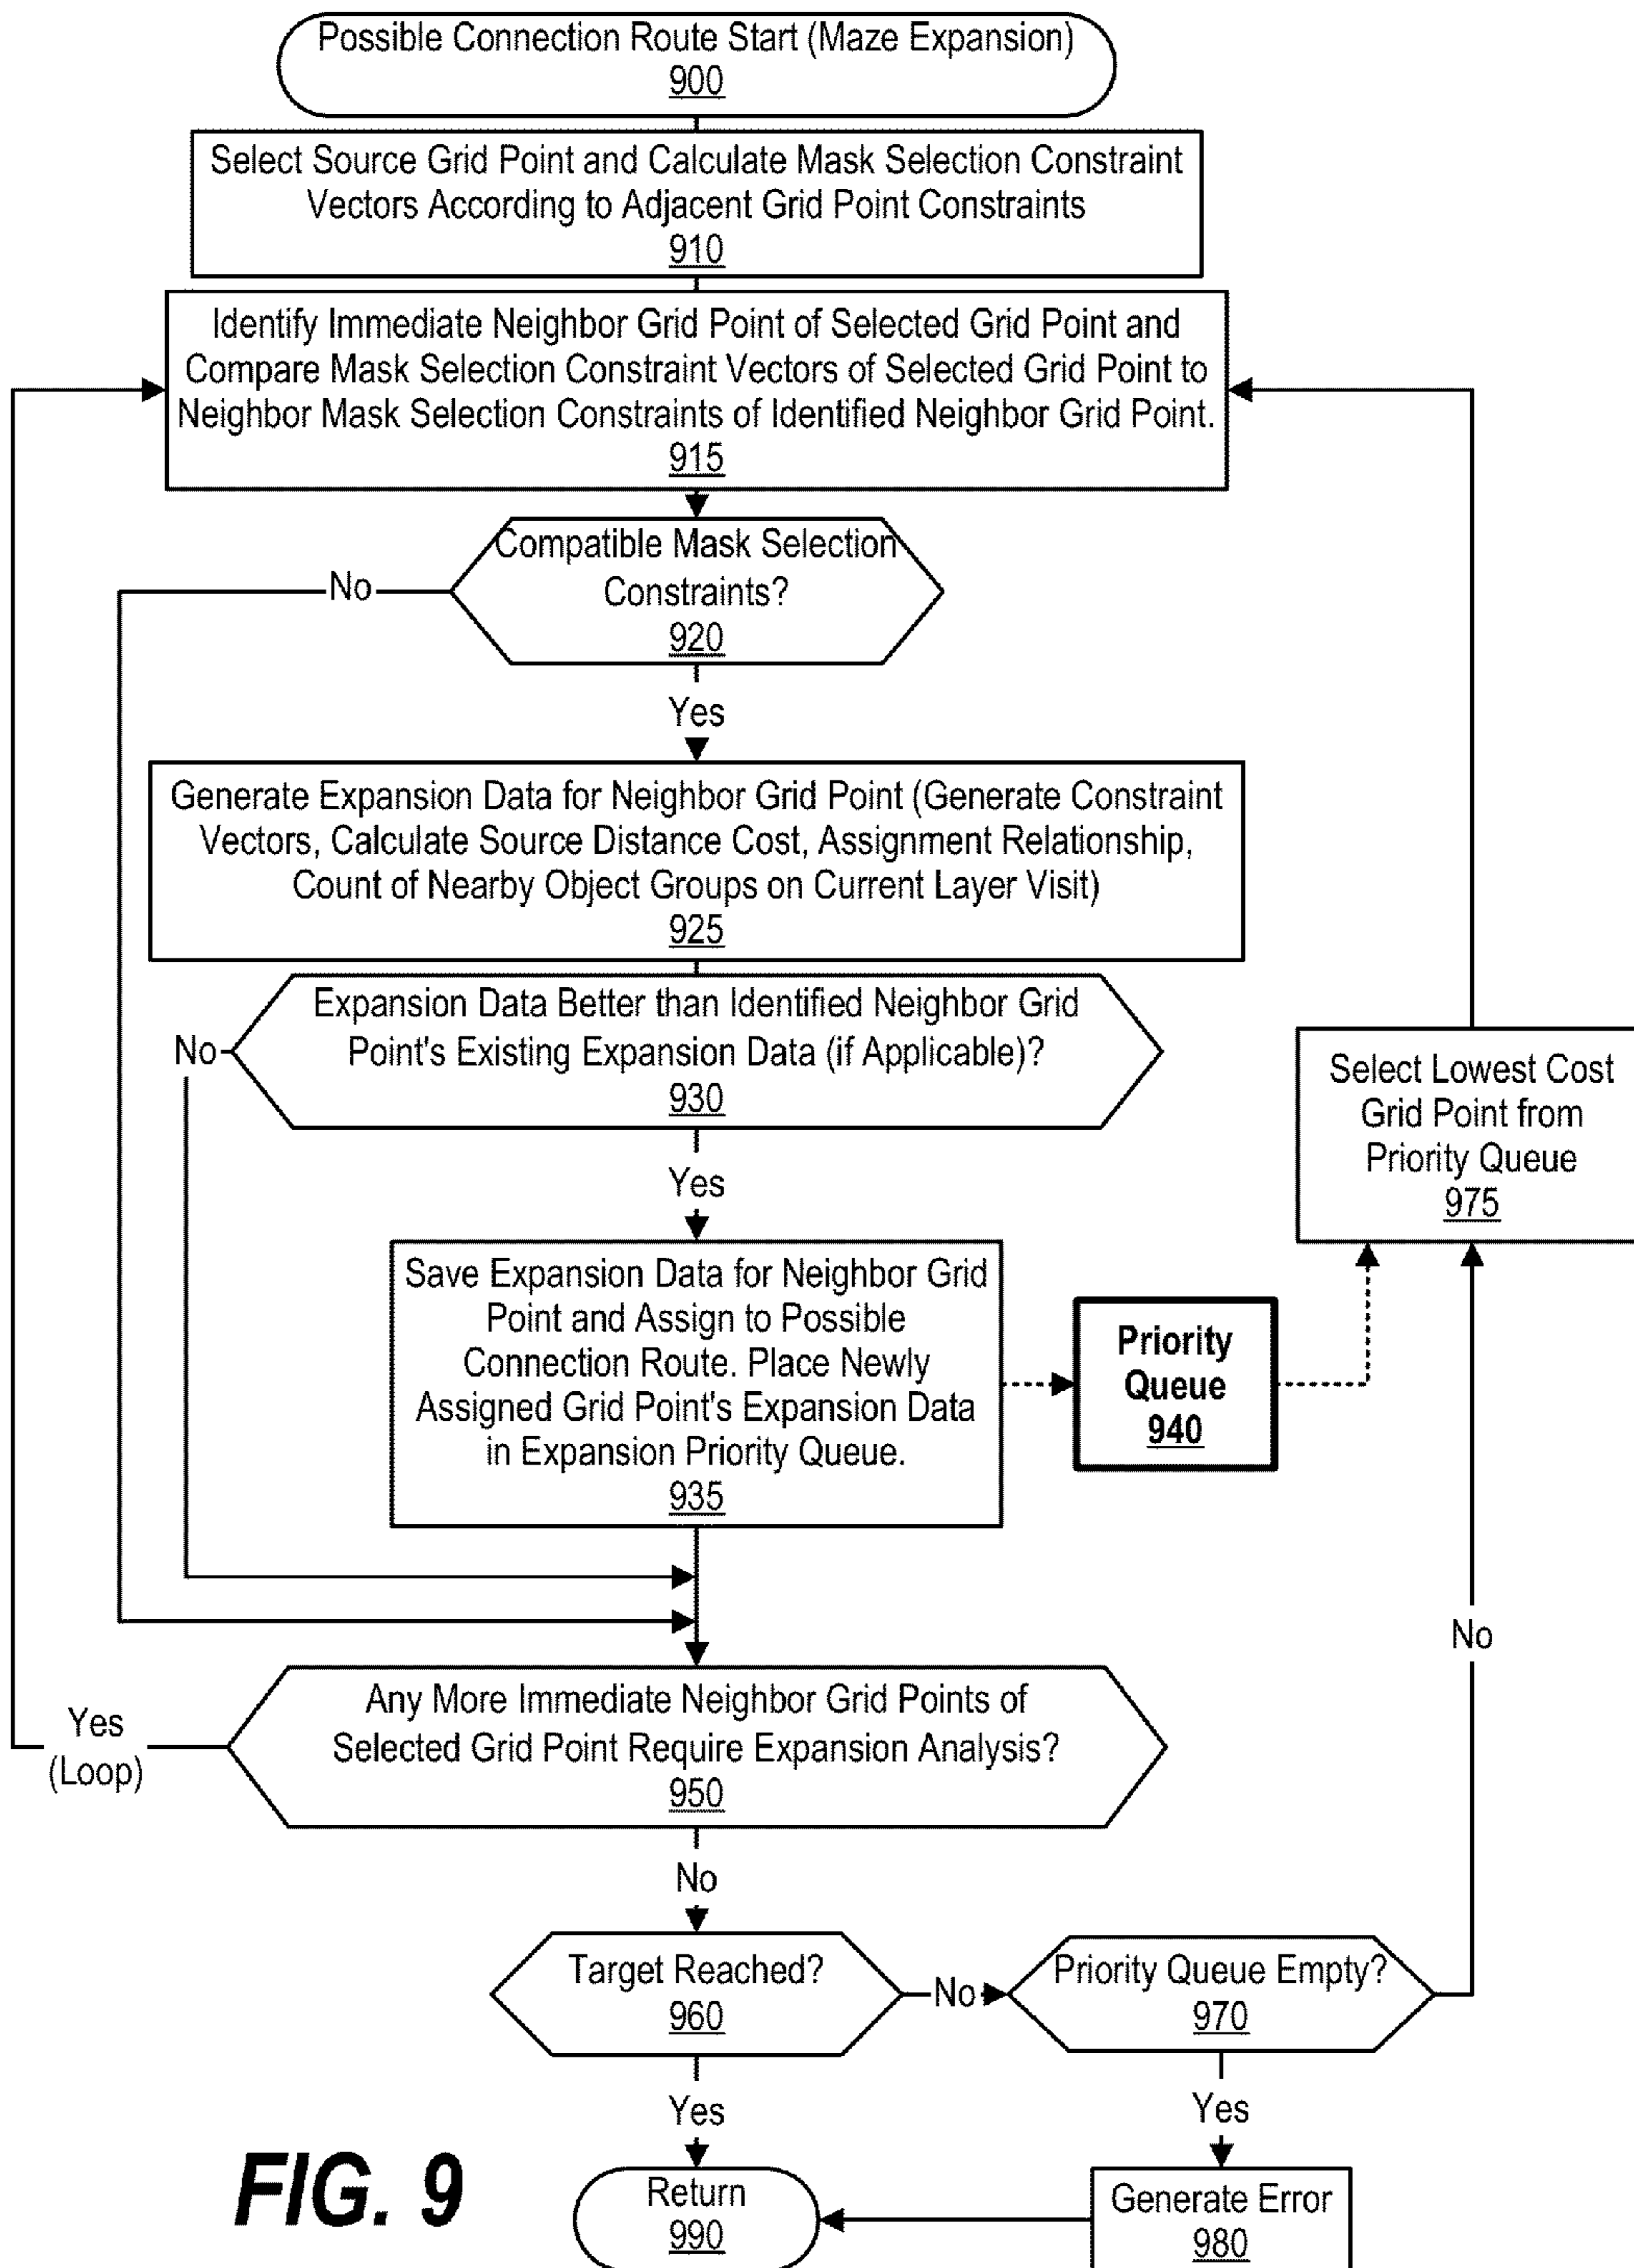 Possible Connection Route Start (Maze Expansion)
900
Select Source Grid Point and Calculate Mask Selection Constraint
Vectors According to Adjacent Grid Point Constraints
910
Identify Immediate Neighbor Grid Point of Selected Grid Point and
Compare Mask Selection Constraint Vectors of Selected Grid Point to
Neighbor Mask Selection Constraints of Identified Neighbor Grid Point.
915
Compatible Mask Selection
Constraints?
920
No
Yes
Generate Expansion Data for Neighbor Grid Point (Generate Constraint
Vectors, Calculate Source Distance Cost, Assignment Relationship,
Count of Nearby Object Groups on Current Layer Visit)
925
Expansion Data Better than Identified Neighbor Grid
Point's Existing Expansion Data (if Applicable)?
930
No
Yes
Select Lowest Cost
Grid Point from
Priority Queue
975
Save Expansion Data for Neighbor Grid
Point and Assign to Possible
Connection Route. Place Newly
Assigned Grid Point's Expansion Data
in Expansion Priority Queue.
935
Priority
Queue
940
No
Any More Immediate Neighbor Grid Points of
Selected Grid Point Require Expansion Analysis?
950
Yes
(Loop)
No
Target Reached?
960
No
Priority Queue Empty?
970
Yes
Yes
Return
990
Generate Error
980
FIG. 9